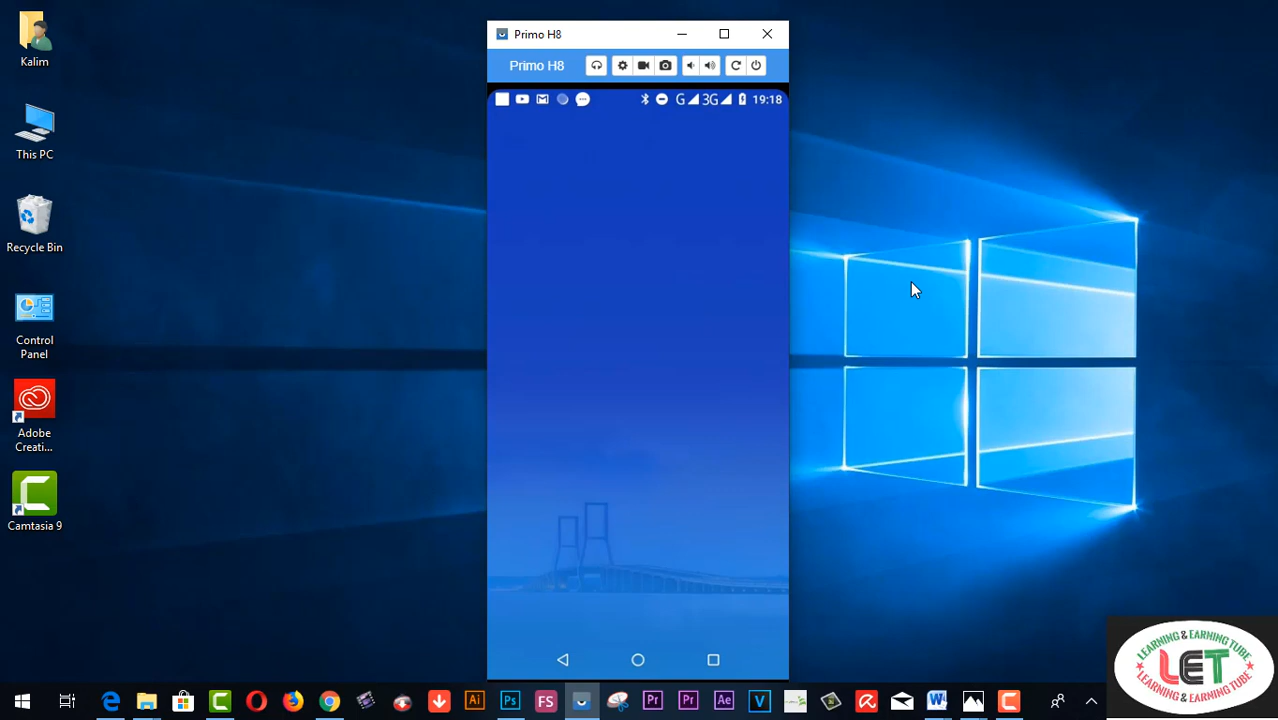 Primo H8
Primo H8
G 3G 19:18
Kalim
This PC
Recycle Bin
Control
Panel
Adobe
Creati...
Camtasia 9
Ai
Ps
FS
Pr
Pr
Ae
V
W
LEARNING & EARNING TUBE
LET
LEARNING & EARNING TUBE